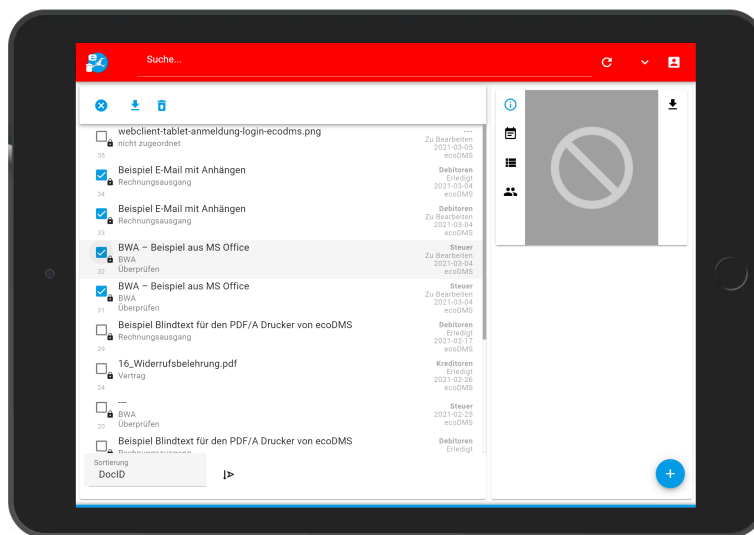 Suche...
webclient-tablet-anmeldung-login-ecodms.png
---
nicht zugeordnet
Zu Bearbeiten
2021-03-05
35
ecoDMS
Beispiel E-Mail mit Anhängen
Debitoren
Rechnungsausgang
Erledigt
2021-03-04
34
ecoDMS
Beispiel E-Mail mit Anhängen
Debitoren
Rechnungsausgang
Zu Bearbeiten
2021-03-04
33
ecoDMS
BWA – Beispiel aus MS Office
Steuer
BWA
Zu Bearbeiten
Überprüfen
2021-03-04
32
ecoDMS
BWA – Beispiel aus MS Office
Steuer
BWA
Zu Bearbeiten
Überprüfen
2021-03-04
31
ecoDMS
Beispiel Blindtext für den PDF/A Drucker von ecoDMS
Debitoren
Rechnungsausgang
Erledigt
2021-02-17
29
ecoDMS
16_Widerrufsbelehrung.pdf
Kreditoren
Vertrag
Erledigt
2021-02-26
24
ecoDMS
---
Steuer
BWA
2021-02-25
Überprüfen
20
ecoDMS
Beispiel Blindtext für den PDF/A Drucker von ecoDMS
Debitoren
Rechnungsausgang
Erledigt
Sortierung
DocID